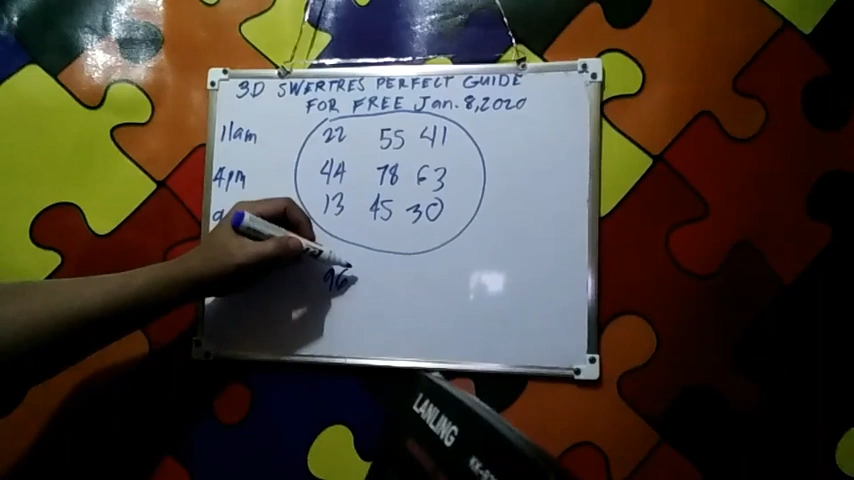 3D SWERTRES PERFECT GUIDE
FOR FREE Jan. 8, 2020
11am 22 55 41
4pm 44 78 63
13 45 30
96
LANLING